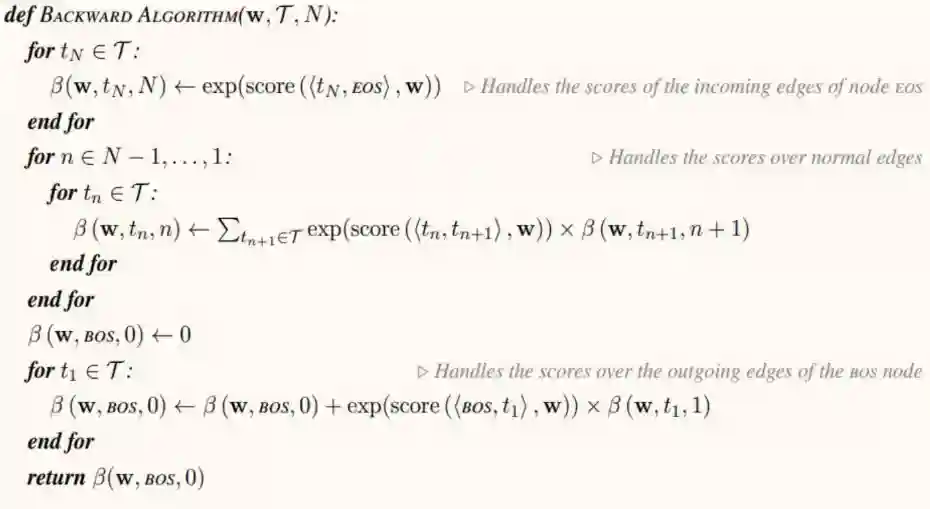 def BACKWARD ALGORITHM(w, 𝒯, N):
for t_N ∈ 𝒯:
β(w, t_N, N) ← exp(score(⟨t_N, EOS⟩, w)) ▷ Handles the scores of the incoming edges of node EOS
end for
for n ∈ N − 1, …, 1: ▷ Handles the scores over normal edges
for t_n ∈ 𝒯:
β(w, t_n, n) ← ∑_{t_{n+1}∈𝒯} exp(score(⟨t_n, t_{n+1}⟩, w)) × β(w, t_{n+1}, n + 1)
end for
end for
β(w, BOS, 0) ← 0
for t_1 ∈ 𝒯: ▷ Handles the scores over the outgoing edges of the BOS node
β(w, BOS, 0) ← β(w, BOS, 0) + exp(score(⟨BOS, t_1⟩, w)) × β(w, t_1, 1)
end for
return β(w, BOS, 0)